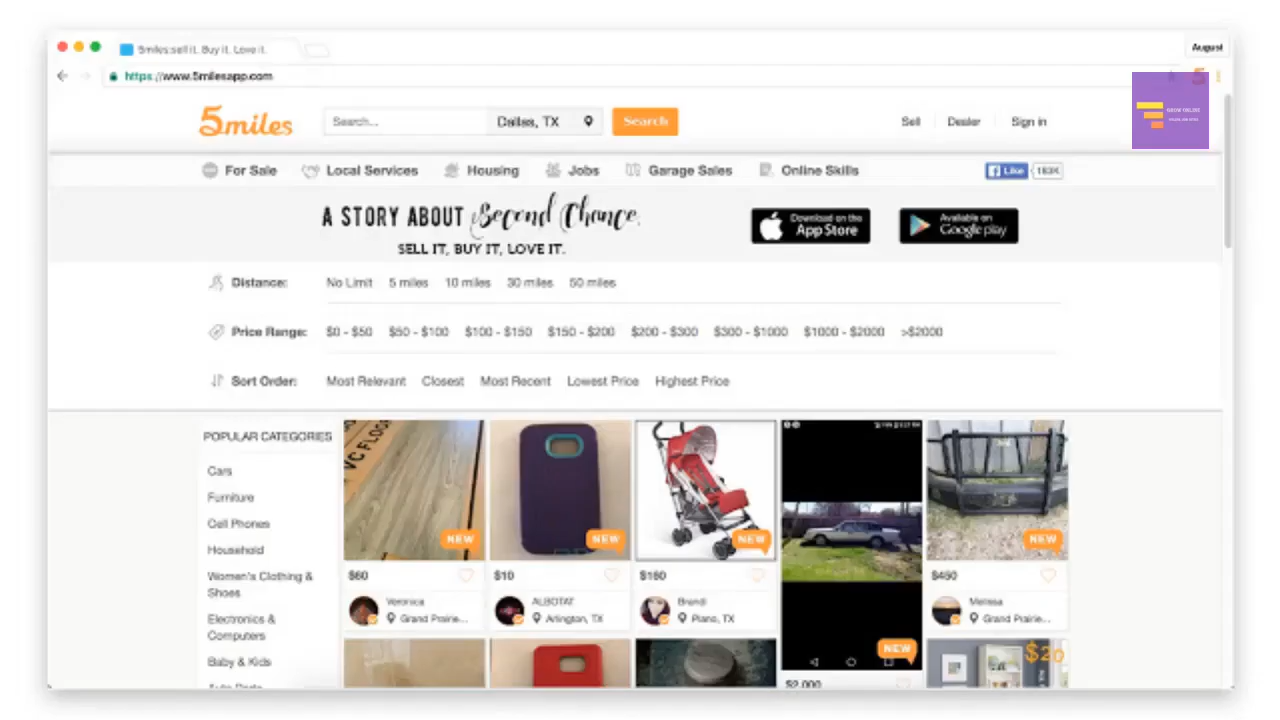 5miles:sell it. Buy it. Love it.
August
https://www.5milesapp.com
5miles
Search...
Dallas, TX
Search
Sell
Dealer
Sign in
For Sale
Local Services
Housing
Jobs
Garage Sales
Online Skills
Like
A STORY ABOUT Second Chance.
SELL IT, BUY IT, LOVE IT.
Download on the
App Store
Available on
Google play
Distance: No Limit 5 miles 10 miles 30 miles 50 miles
Price Range: $0 - $50 $50 - $100 $100 - $150 $150 - $200 $200 - $300 $300 - $1000 $1000 - $2000 >$2000
Sort Order: Most Relevant Closest Most Recent Lowest Price Highest Price
POPULAR CATEGORIES
Cars
Furniture
Cell Phones
Household
Women's Clothing &
Shoes
Electronics &
Computers
Baby & Kids
Auto Parts
VC FLOO
NEW
$60
Veronica
Grand Prairie...
NEW
$10
ALBOTAT
Arlington, TX
NEW
$160
Brandi
Plano, TX
NEW
$2,000
NEW
$450
Melissa
Grand Prairie...
$20